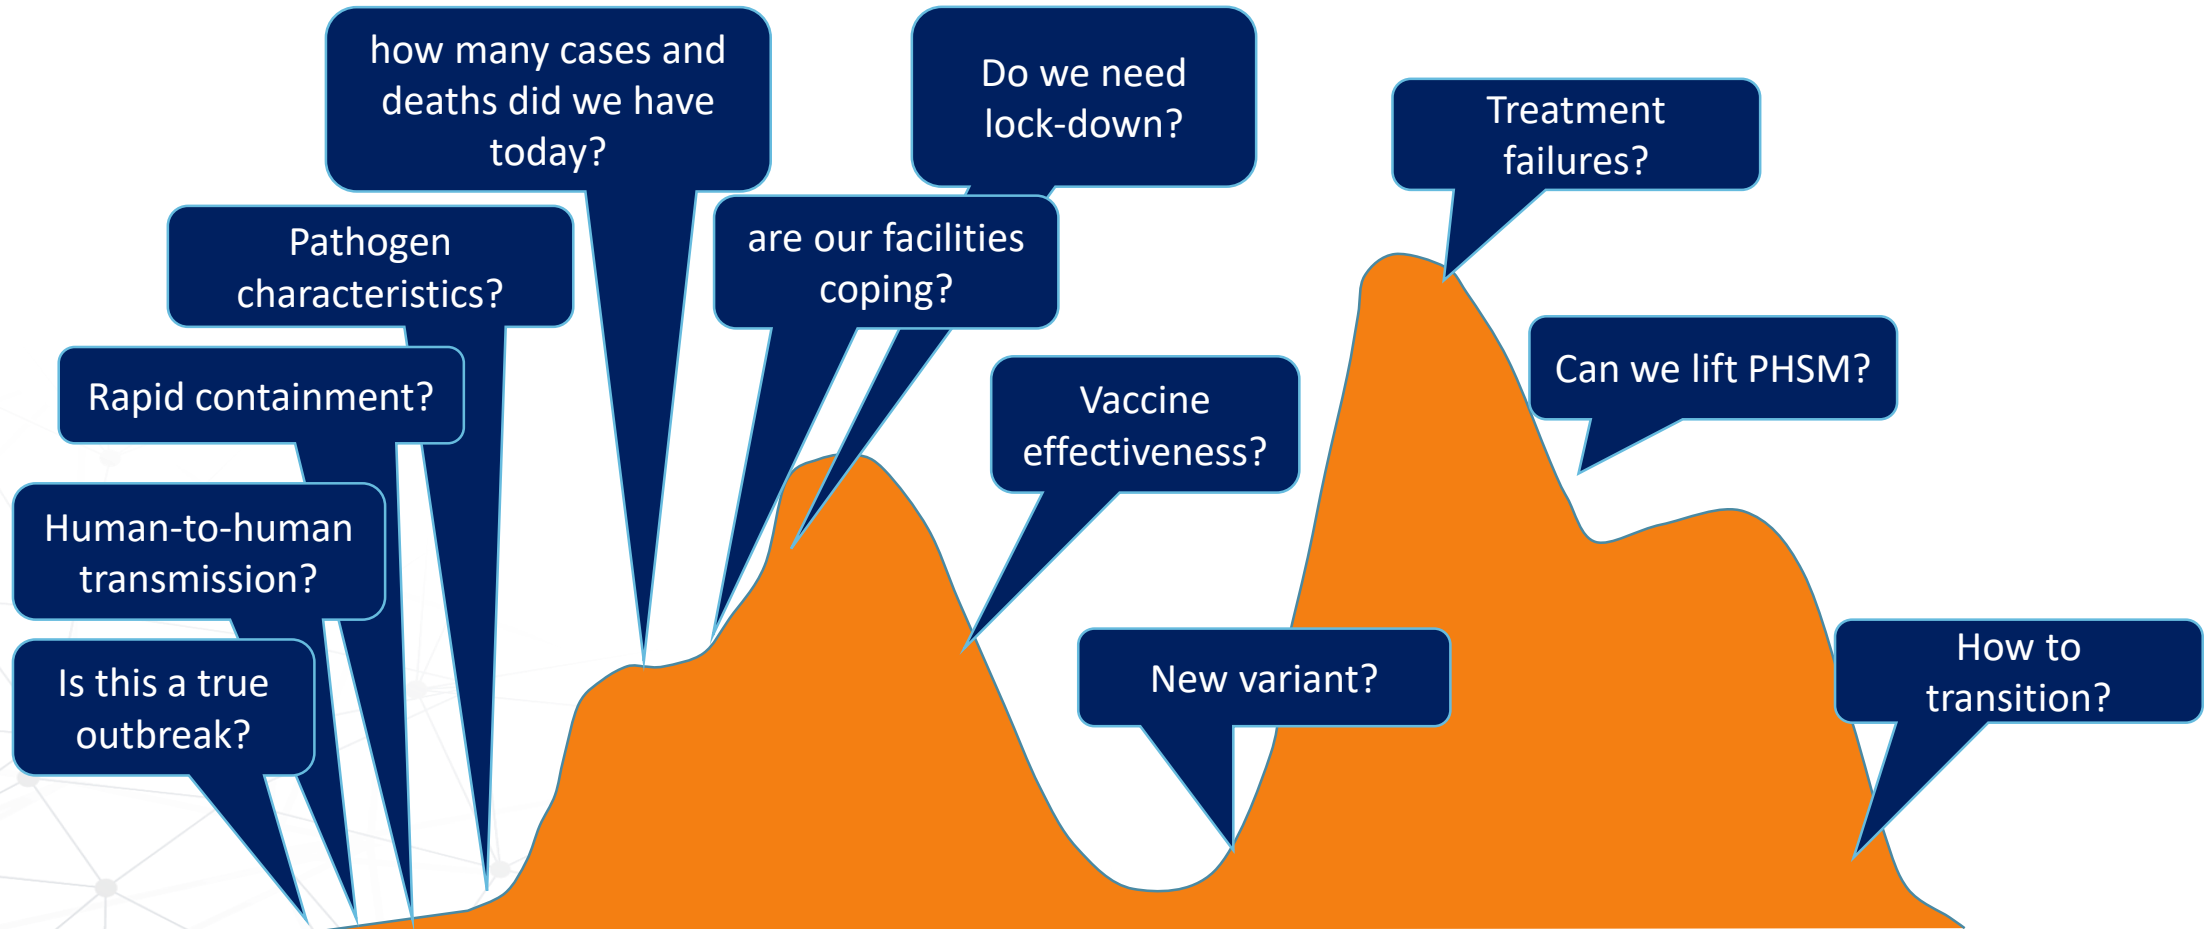 how many cases and
deaths did we have
today?
Do we need
lock-down?
Treatment
failures?
Pathogen
characteristics?
are our facilities
coping?
Rapid containment?
Vaccine
effectiveness?
Can we lift PHSM?
Human-to-human
transmission?
Is this a true
outbreak?
New variant?
How to
transition?